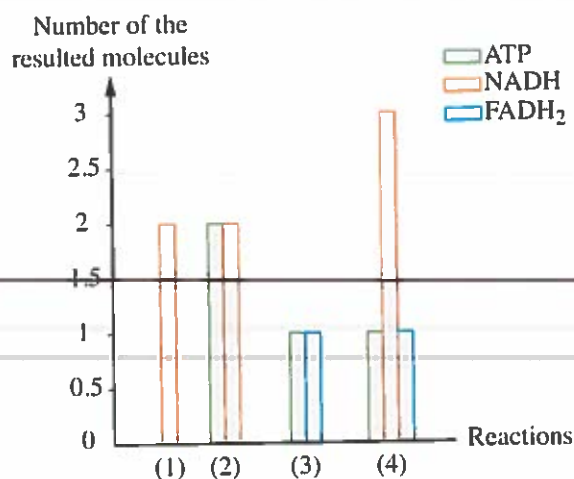 Number of the
resulted molecules
ATP
NADH
FADH₂
3
2.5
2
1.5
1
0.5
0
Reactions
(1) (2) (3) (4)